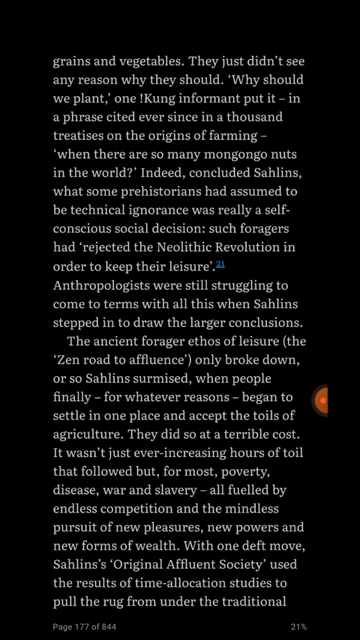 grains and vegetables. They just didn't see
any reason why they should. ‘Why should
we plant,’ one !Kung informant put it – in
a phrase cited ever since in a thousand
treatises on the origins of farming –
‘when there are so many mongongo nuts
in the world?’ Indeed, concluded Sahlins,
what some prehistorians had assumed to
be technical ignorance was really a self-
conscious social decision: such foragers
had ‘rejected the Neolithic Revolution in
order to keep their leisure’.21
Anthropologists were still struggling to
come to terms with all this when Sahlins
stepped in to draw the larger conclusions.
The ancient forager ethos of leisure (the
‘Zen road to affluence’) only broke down,
or so Sahlins surmised, when people
finally – for whatever reasons – began to
settle in one place and accept the toils of
agriculture. They did so at a terrible cost.
It wasn't just ever-increasing hours of toil
that followed but, for most, poverty,
disease, war and slavery – all fuelled by
endless competition and the mindless
pursuit of new pleasures, new powers and
new forms of wealth. With one deft move,
Sahlins's ‘Original Affluent Society’ used
the results of time-allocation studies to
pull the rug from under the traditional
Page 177 of 844 21%